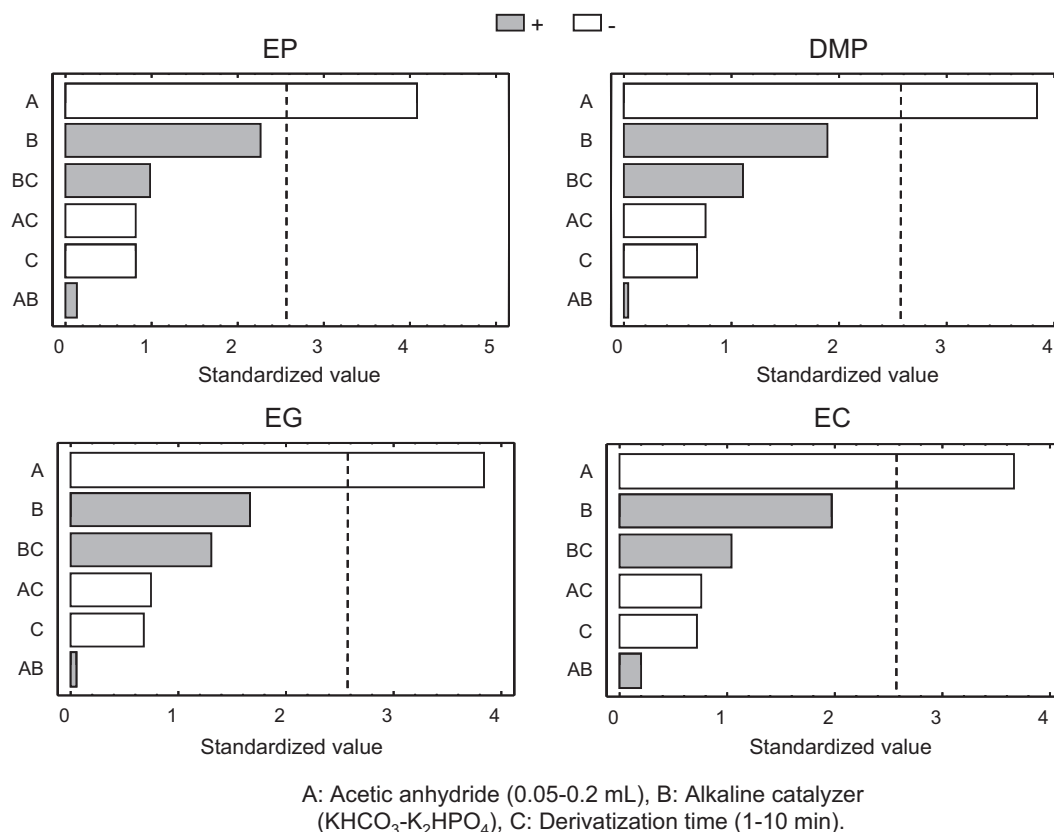 + -
EP
A
B
BC
AC
C
AB
0 1 2 3 4 5
Standardized value
DMP
A
B
BC
AC
C
AB
0 1 2 3 4
Standardized value
EG
A
B
BC
AC
C
AB
0 1 2 3 4
Standardized value
EC
A
B
BC
AC
C
AB
0 1 2 3 4
Standardized value
A: Acetic anhydride (0.05-0.2 mL), B: Alkaline catalyzer
(KHCO₃-K₂HPO₄), C: Derivatization time (1-10 min).